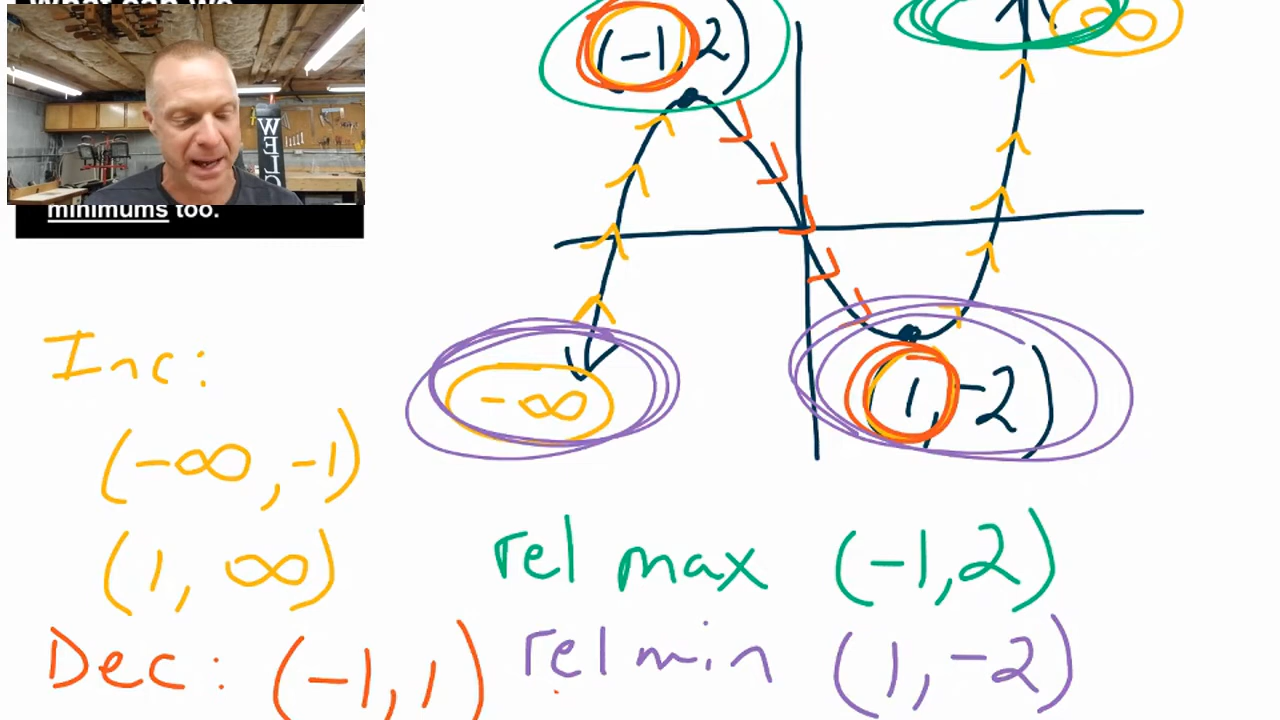 (-1, 2)
∞
WELC
minimums too.
-∞
(1, -2)
Inc:
(-∞, -1)
(1, ∞)
rel max (-1,2)
Dec: (-1, 1)
rel min (1, -2)